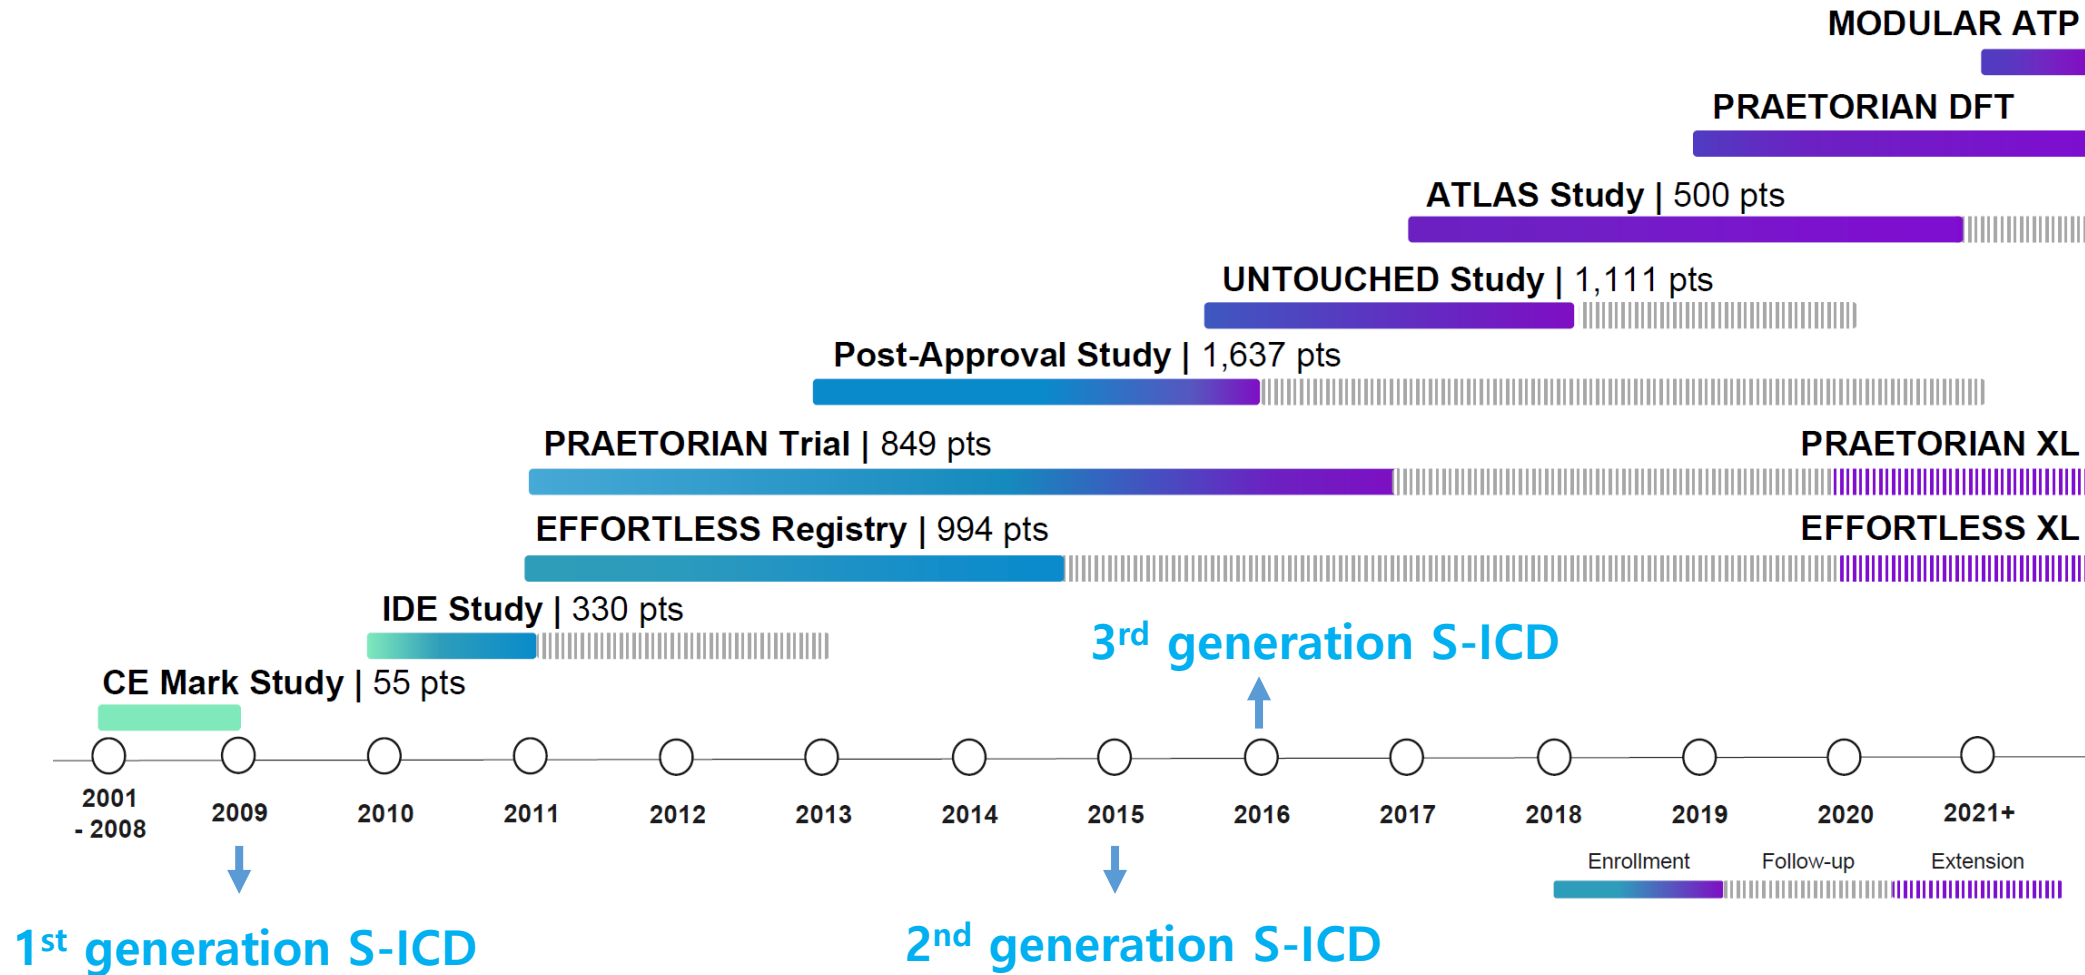 MODULAR ATP
PRAETORIAN DFT
ATLAS Study | 500 pts
UNTOUCHED Study | 1,111 pts
Post-Approval Study | 1,637 pts
PRAETORIAN Trial | 849 pts
PRAETORIAN XL
EFFORTLESS Registry | 994 pts
EFFORTLESS XL
IDE Study | 330 pts
3rd generation S-ICD
CE Mark Study | 55 pts
2001
- 2008
2009
2010
2011
2012
2013
2014
2015
2016
2017
2018
2019
2020
2021+
Enrollment
Follow-up
Extension
1st generation S-ICD
2nd generation S-ICD